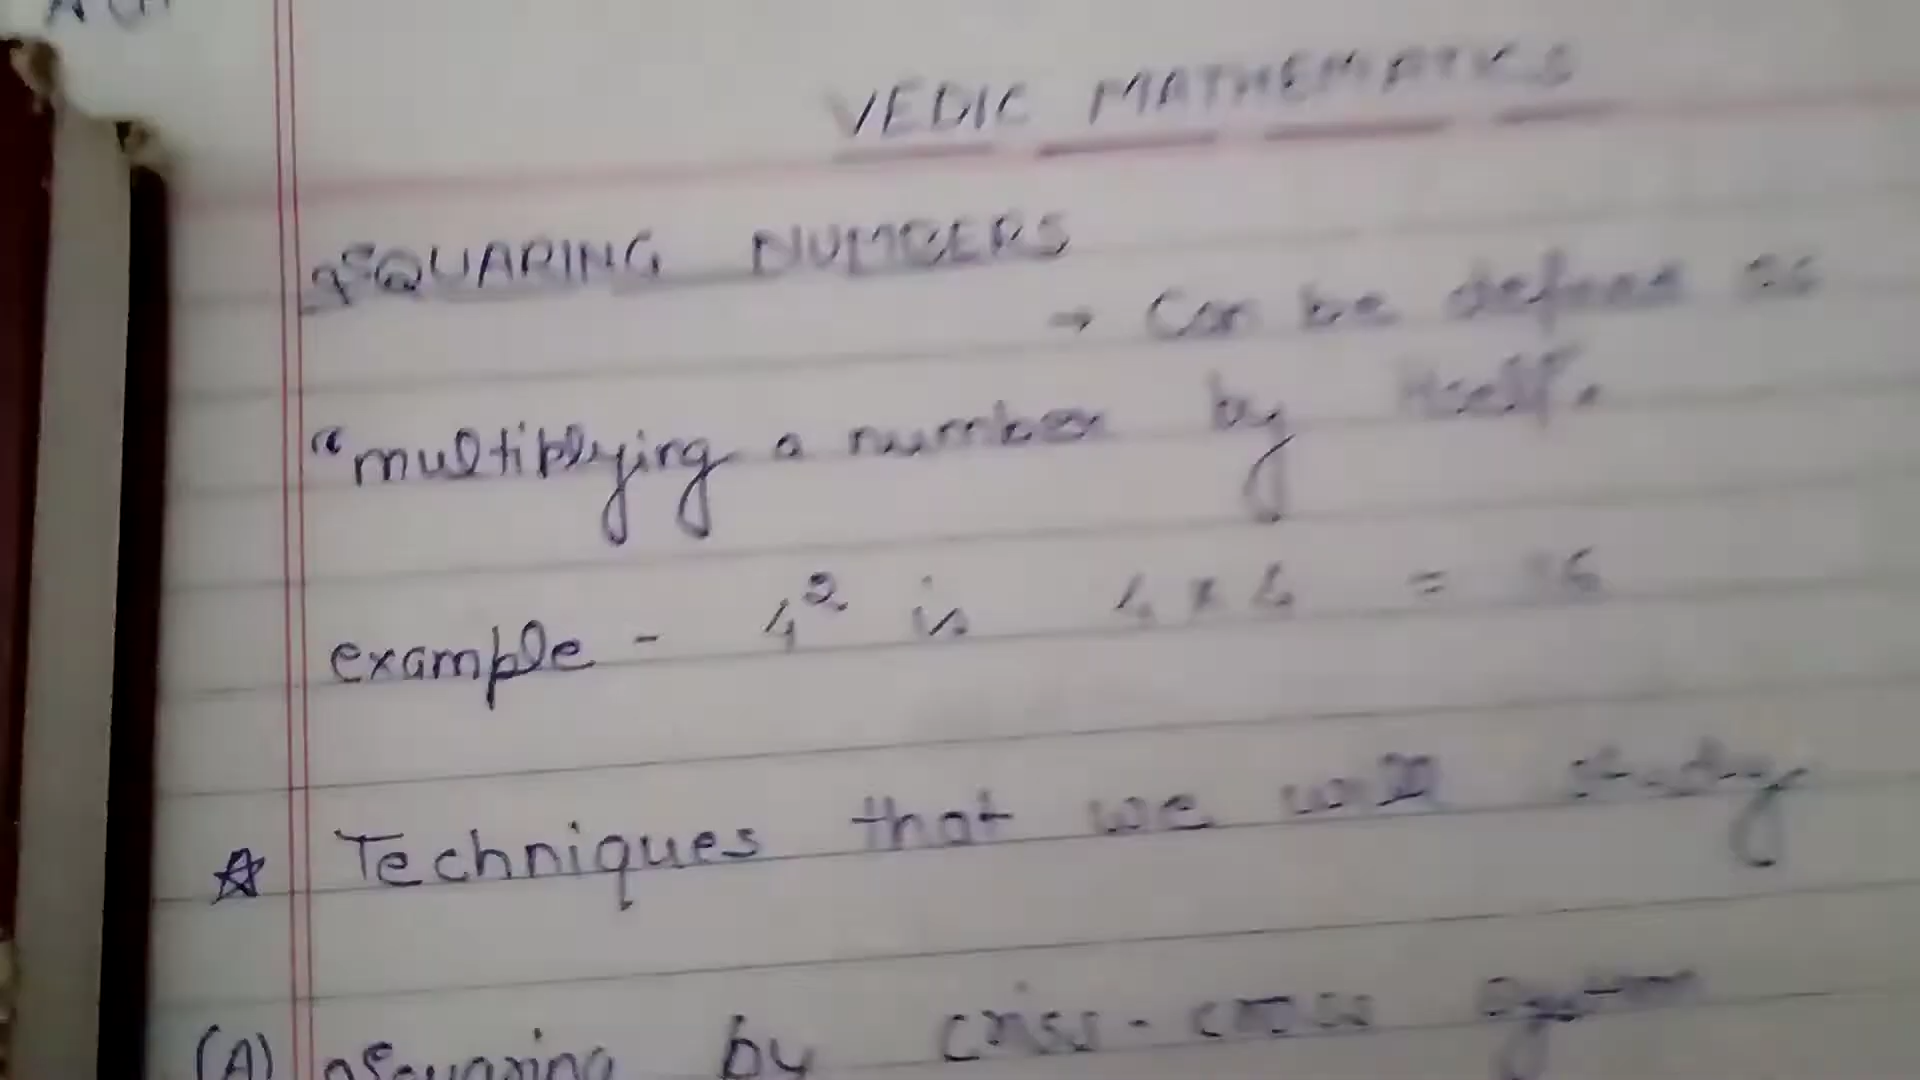 VEDIC MATHEMATICS
SQUARING NUMBERS
→ Can be defined as
"multiplying a number by itself.
example - 4² is 4 x 4 = 16
☆ Techniques that we will study
(A) Squaring by criss-cross system